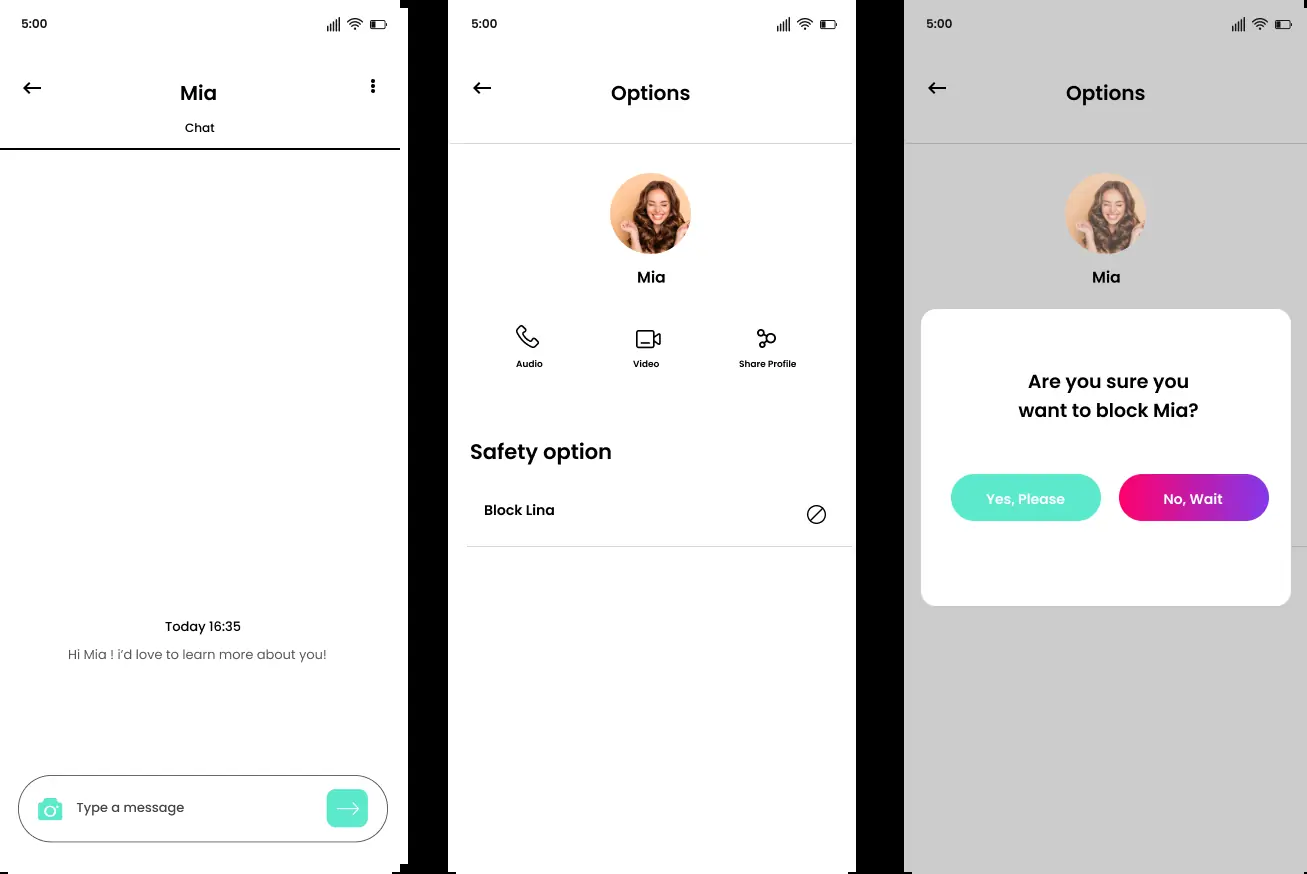 5:00
Mia
Chat
Today 16:35
Hi Mia ! i’d love to learn more about you!
Type a message
5:00
Options
Mia
Audio
Video
Share Profile
Safety option
Block Lina
5:00
Options
Mia
Are you sure you
want to block Mia?
Yes, Please
No, Wait